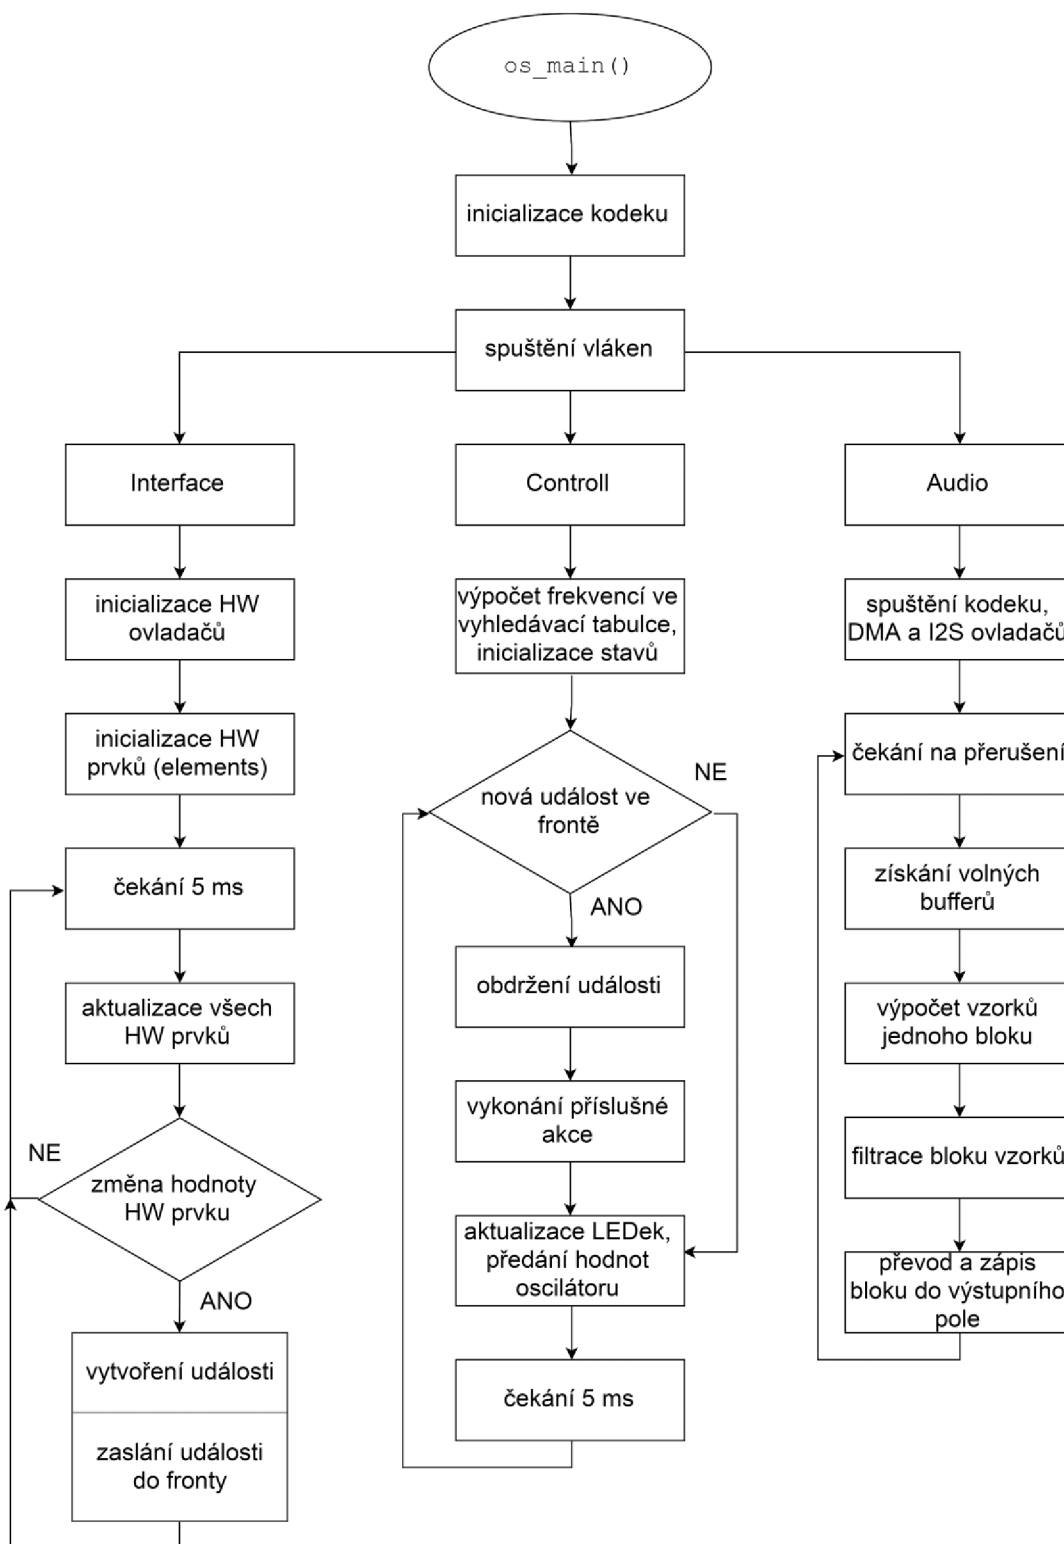 os_main()
inicializace kodeku
spuštění vláken
Interface
inicializace HW
ovladačů
inicializace HW
prvků (elements)
čekání 5 ms
aktualizace všech
HW prvků
NE
změna hodnoty
HW prvku
ANO
vytvoření události
zaslání události
do fronty
Controll
výpočet frekvencí ve
vyhledávací tabulce,
inicializace stavů
NE
nová událost ve
frontě
ANO
obdržení události
vykonání příslušné
akce
aktualizace LEDek,
předání hodnot
oscilátoru
čekání 5 ms
Audio
spuštění kodeku,
DMA a I2S ovladačů
čekání na přerušení
získání volných
bufferů
výpočet vzorků
jednoho bloku
filtrace bloku vzorků
převod a zápis
bloku do výstupního
pole